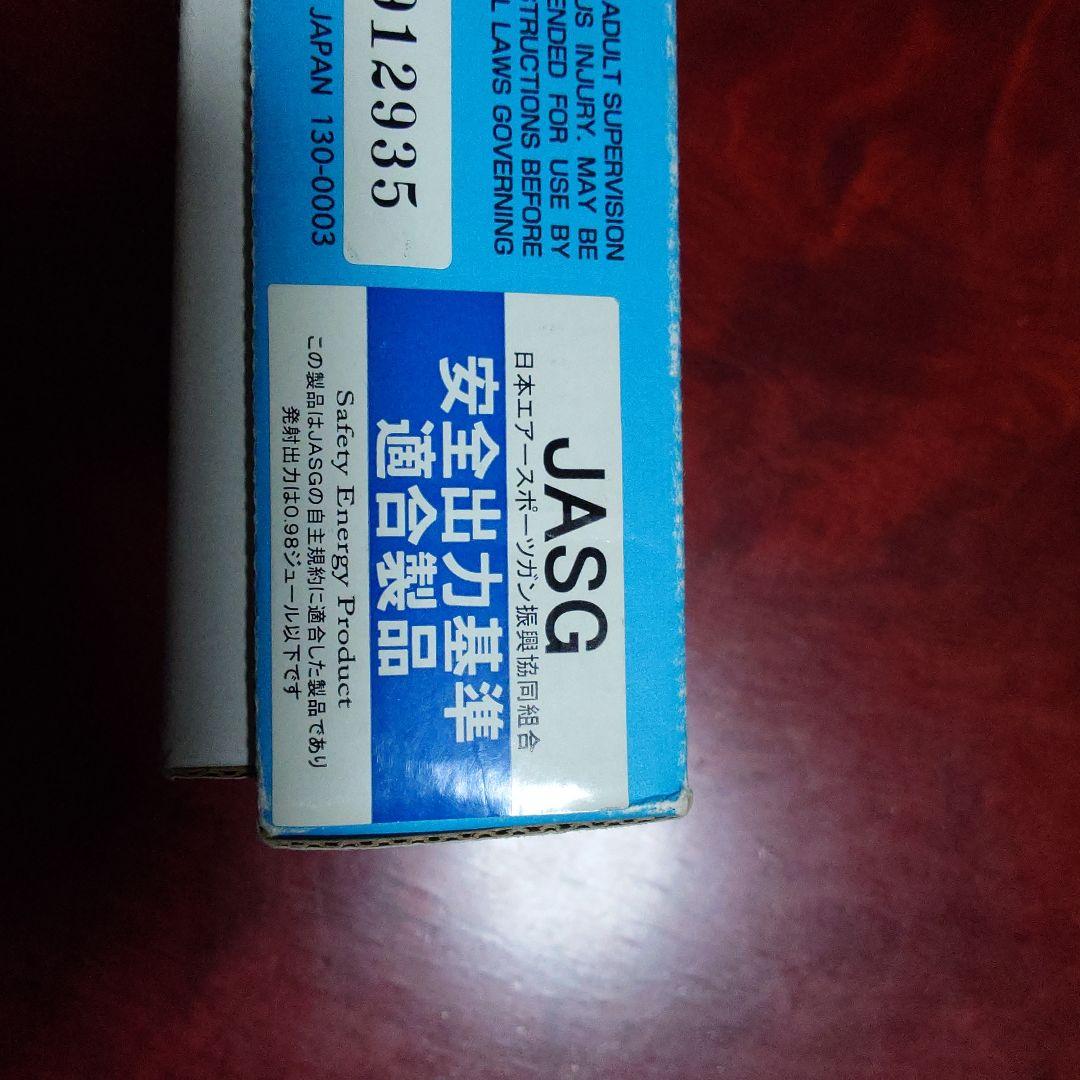 ADULT SUPERVISION
US INJURY. MAY BE
ENDED FOR USE BY
STRUCTIONS BEFORE
L LAWS GOVERNING
912935
JAPAN 130-0003
JASG
日本エアースポーツガン振興協同組合
安全出力基準
適合製品
Safety Energy Product
この製品はJASGの自主規約に適合した製品であり
発射出力は0.98ジュール以下です